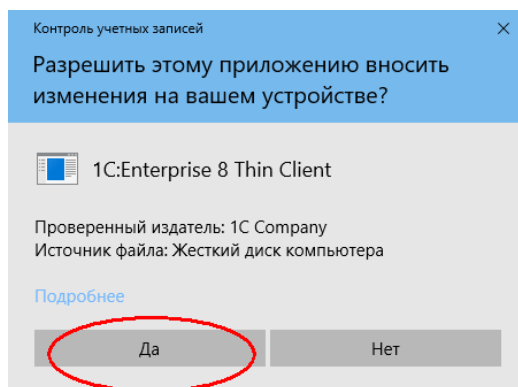 Контроль учетных записей
Разрешить этому приложению вносить
изменения на вашем устройстве?
1C:Enterprise 8 Thin Client
Проверенный издатель: 1C Company
Источник файла: Жесткий диск компьютера
Подробнее
Да
Нет